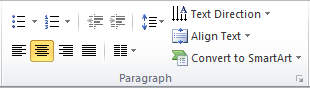 Text Direction
Align Text
Convert to SmartArt
Paragraph